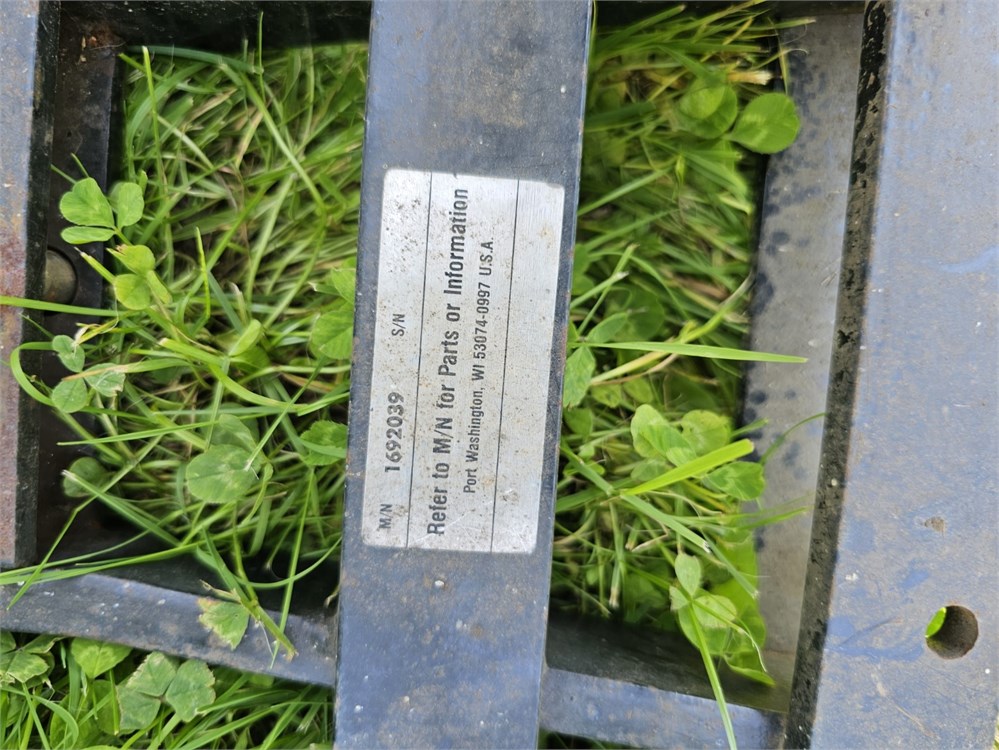 M/N 1692039 S/N
Refer to M/N for Parts or Information
Port Washington, WI 53074-0997 U.S.A.